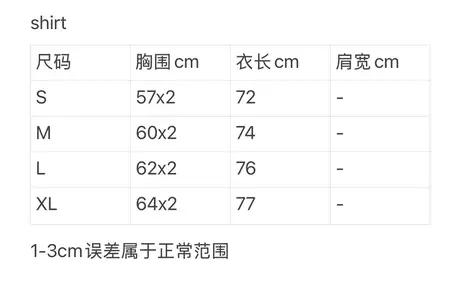 shirt
尺码 胸围cm 衣长cm 肩宽cm
S 57x2 72 -
M 60x2 74 -
L 62x2 76 -
XL 64x2 77 -
1-3cm误差属于正常范围